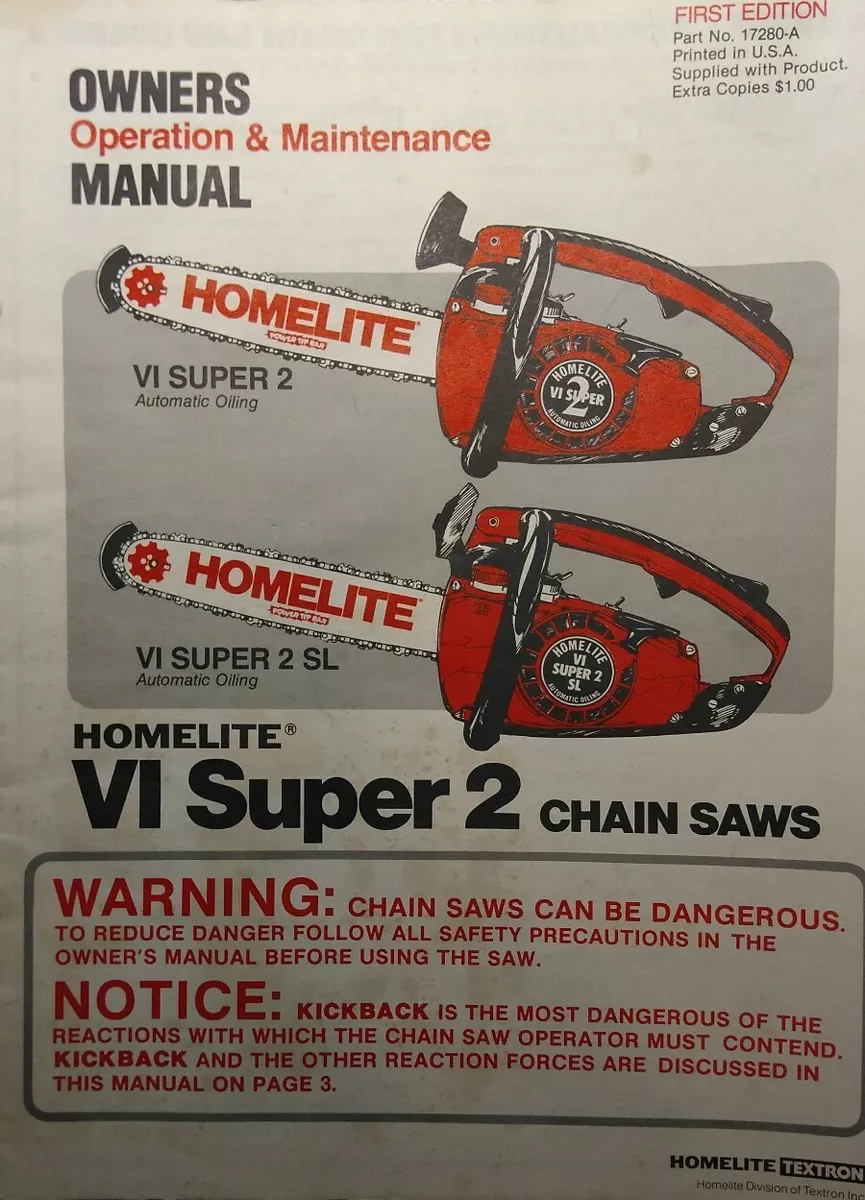 FIRST EDITION
Part No. 17280-A
Printed in U.S.A.
Supplied with Product.
Extra Copies $1.00
OWNERS
Operation & Maintenance
MANUAL
HOMELITE
POWER TIP BAR
VI SUPER 2
Automatic Oiling
HOMELITE
VI SUPER
2
AUTOMATIC OILING
HOMELITE
POWER TIP BAR
VI SUPER 2 SL
Automatic Oiling
HOMELITE
VI
SUPER 2
SL
AUTOMATIC OILING
HOMELITE®
VI Super 2 CHAIN SAWS
WARNING: CHAIN SAWS CAN BE DANGEROUS.
TO REDUCE DANGER FOLLOW ALL SAFETY PRECAUTIONS IN THE
OWNER'S MANUAL BEFORE USING THE SAW.
NOTICE: KICKBACK IS THE MOST DANGEROUS OF THE
REACTIONS WITH WHICH THE CHAIN SAW OPERATOR MUST CONTEND.
KICKBACK AND THE OTHER REACTION FORCES ARE DISCUSSED IN
THIS MANUAL ON PAGE 3.
HOMELITE TEXTRON
Homelite Division of Textron Inc